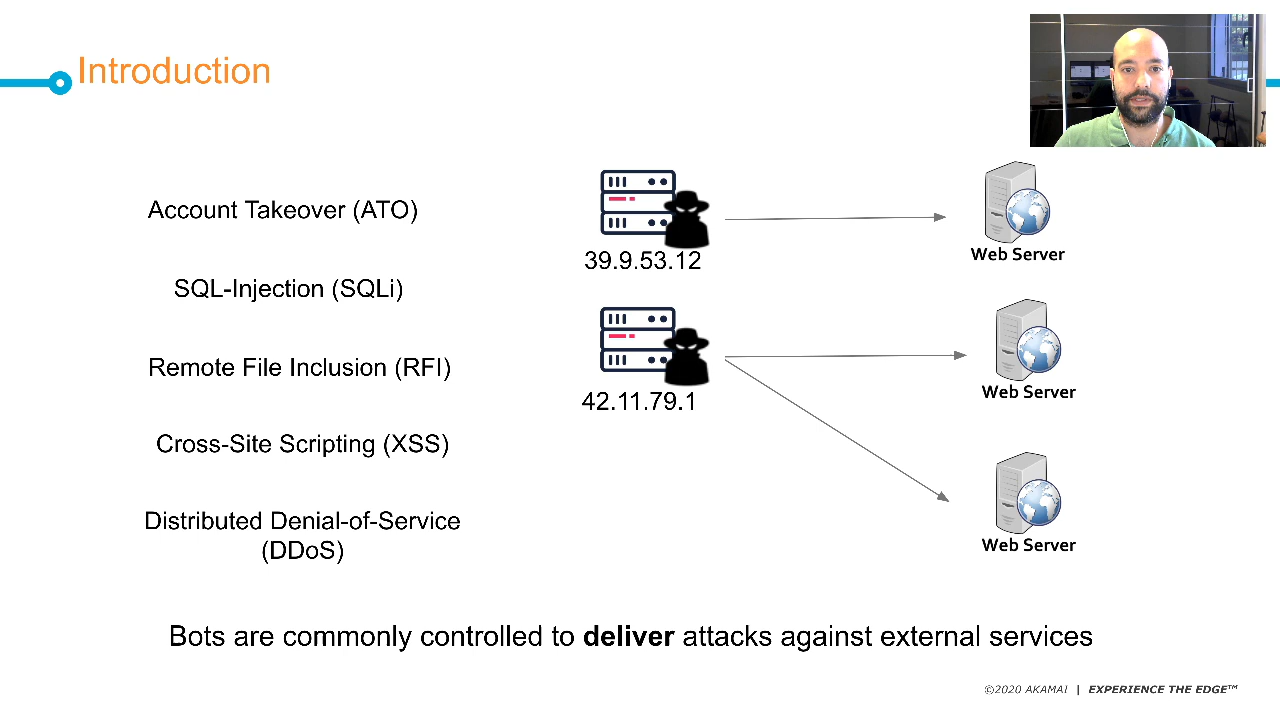 Introduction
Account Takeover (ATO)
SQL-Injection (SQLi)
Remote File Inclusion (RFI)
Cross-Site Scripting (XSS)
Distributed Denial-of-Service
(DDoS)
39.9.53.12
42.11.79.1
Web Server
Web Server
Web Server
Bots are commonly controlled to deliver attacks against external services
©2020 AKAMAI | EXPERIENCE THE EDGE™